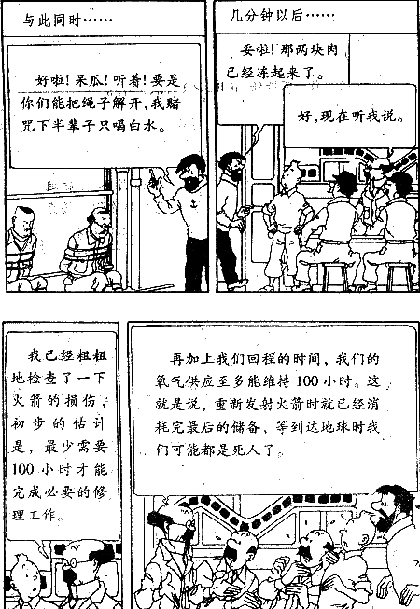 与此同时……
好啦！呆瓜！听着！要是
你们能把绳子解开，我赌
咒下半辈子只喝白水。
几分钟以后……
妥啦！那两块肉
已经冻起来了。
好，现在听我说。
我已经粗粗
地检查了一下
火箭的损伤；
初步的估计
是，最少需要
100小时才能
完成必要的修
理工作。
再加上我们回程的时间，我们的
氧气供应至多能维持100小时。这
就是说，重新发射火箭时就已经消
耗完最后的储备、等到达地球时我
们可能都是死人了。